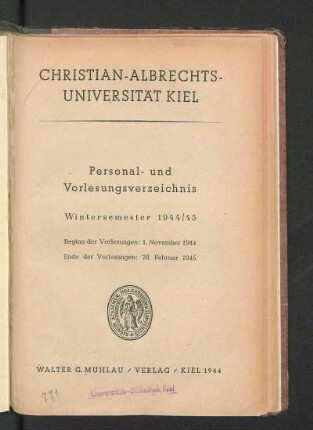 CHRISTIAN-ALBRECHTS-
UNIVERSITÄT KIEL
Personal- und
Vorlesungsverzeichnis
Wintersemester 1944/45
Beginn der Vorlesungen: 1. November 1944
Ende der Vorlesungen: 28. Februar 1945
WALTER G. MÜHLAU / VERLAG / KIEL 1944
Universitäts-Bibliothek Kiel